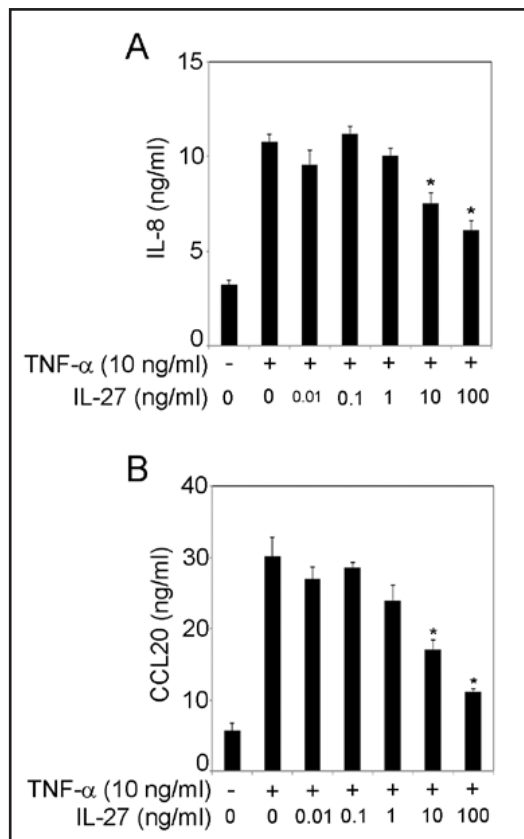 A
15
10
5
0
IL-8 (ng/ml)
* *
TNF-α (10 ng/ml) - + + + + + +
IL-27 (ng/ml) 0 0 0.01 0.1 1 10 100
B
40
30
20
10
0
CCL20 (ng/ml)
* *
TNF-α (10 ng/ml) - + + + + + +
IL-27 (ng/ml) 0 0 0.01 0.1 1 10 100